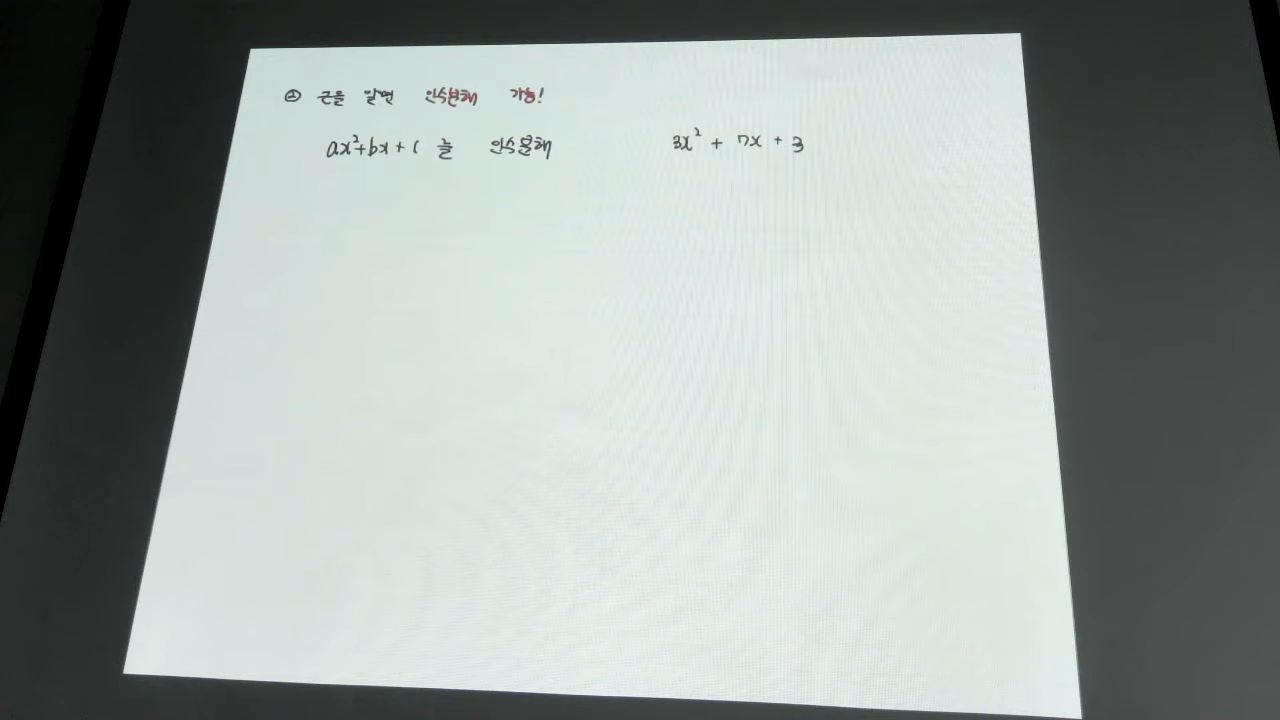 ② 근을 알면 인수분해 가능!
ax²+bx+c 를 인수분해 3x² + 7x + 3